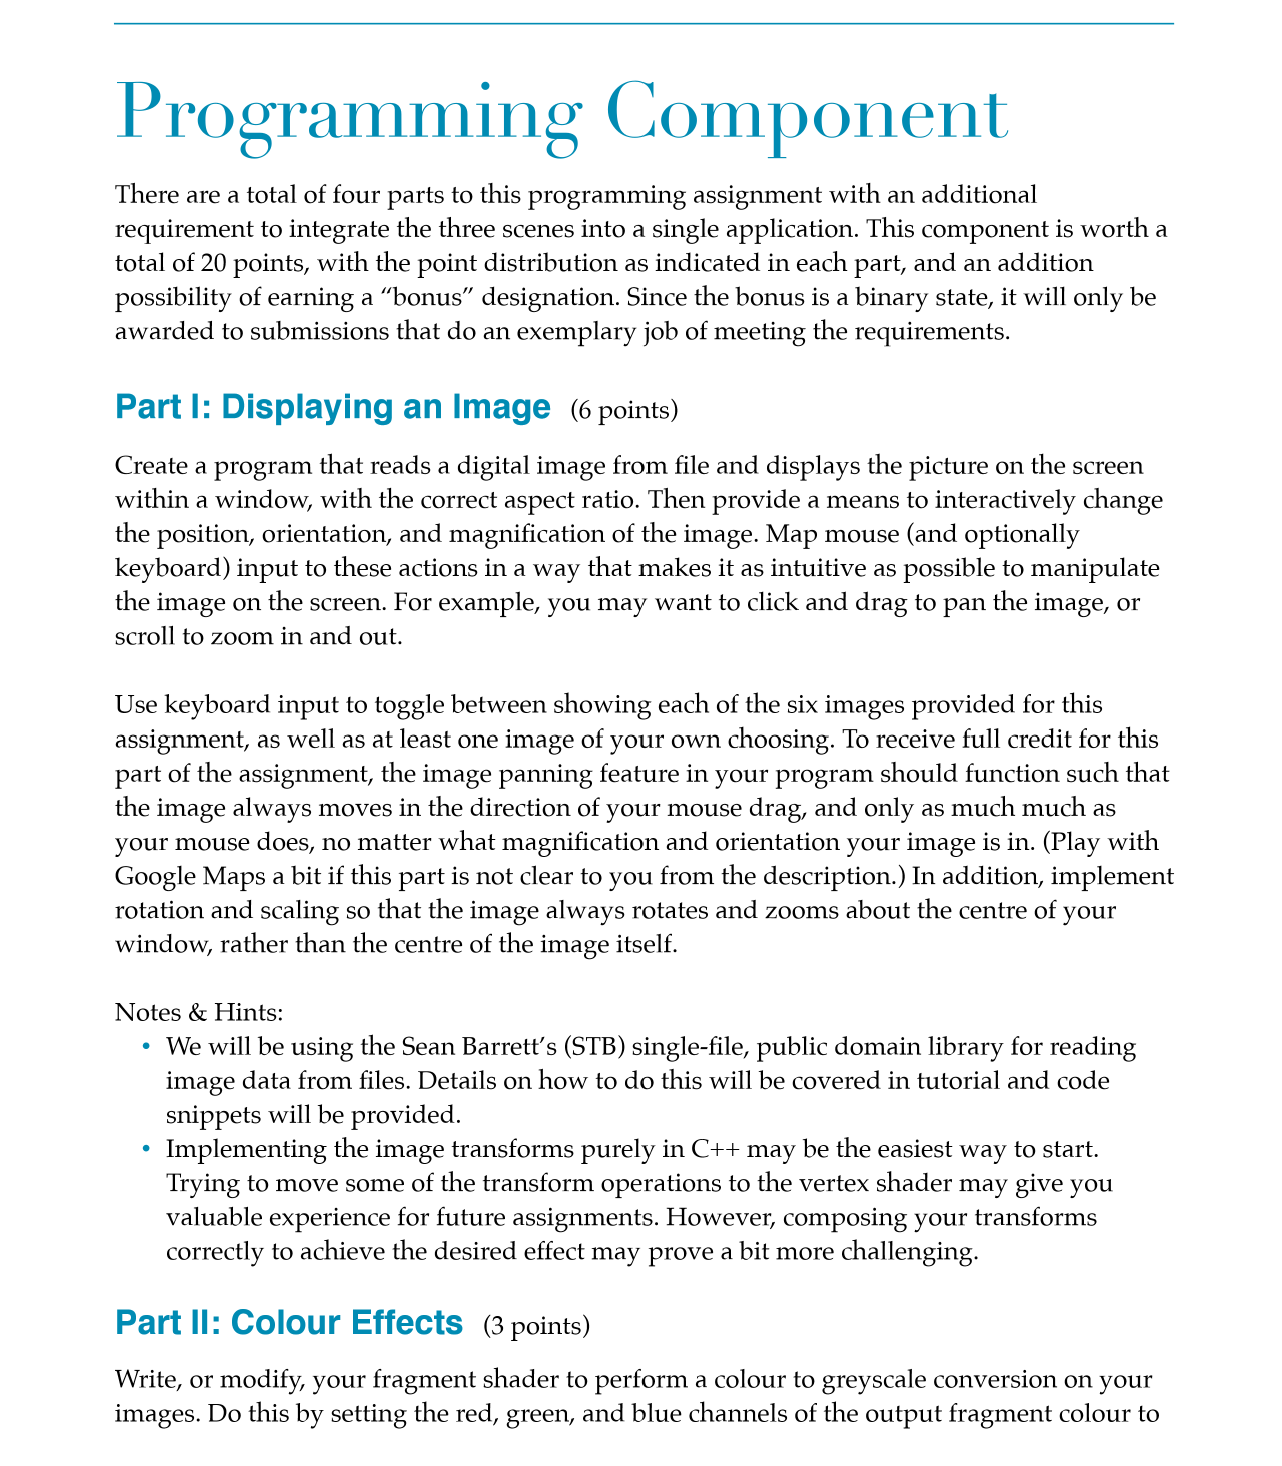 Programming Component
There are a total of four parts to this programming assignment with an additional
requirement to integrate the three scenes into a single application. This component is worth a
total of 20 points, with the point distribution as indicated in each part, and an addition
possibility of earning a “bonus” designation. Since the bonus is a binary state, it will only be
awarded to submissions that do an exemplary job of meeting the requirements.
Part I: Displaying an Image (6 points)
Create a program that reads a digital image from file and displays the picture on the screen
within a window, with the correct aspect ratio. Then provide a means to interactively change
the position, orientation, and magnification of the image. Map mouse (and optionally
keyboard) input to these actions in a way that makes it as intuitive as possible to manipulate
the image on the screen. For example, you may want to click and drag to pan the image, or
scroll to zoom in and out.
Use keyboard input to toggle between showing each of the six images provided for this
assignment, as well as at least one image of your own choosing. To receive full credit for this
part of the assignment, the image panning feature in your program should function such that
the image always moves in the direction of your mouse drag, and only as much much as
your mouse does, no matter what magnification and orientation your image is in. (Play with
Google Maps a bit if this part is not clear to you from the description.) In addition, implement
rotation and scaling so that the image always rotates and zooms about the centre of your
window, rather than the centre of the image itself.
Notes & Hints:
• We will be using the Sean Barrett’s (STB) single-file, public domain library for reading
image data from files. Details on how to do this will be covered in tutorial and code
snippets will be provided.
• Implementing the image transforms purely in C++ may be the easiest way to start.
Trying to move some of the transform operations to the vertex shader may give you
valuable experience for future assignments. However, composing your transforms
correctly to achieve the desired effect may prove a bit more challenging.
Part II: Colour Effects (3 points)
Write, or modify, your fragment shader to perform a colour to greyscale conversion on your
images. Do this by setting the red, green, and blue channels of the output fragment colour to